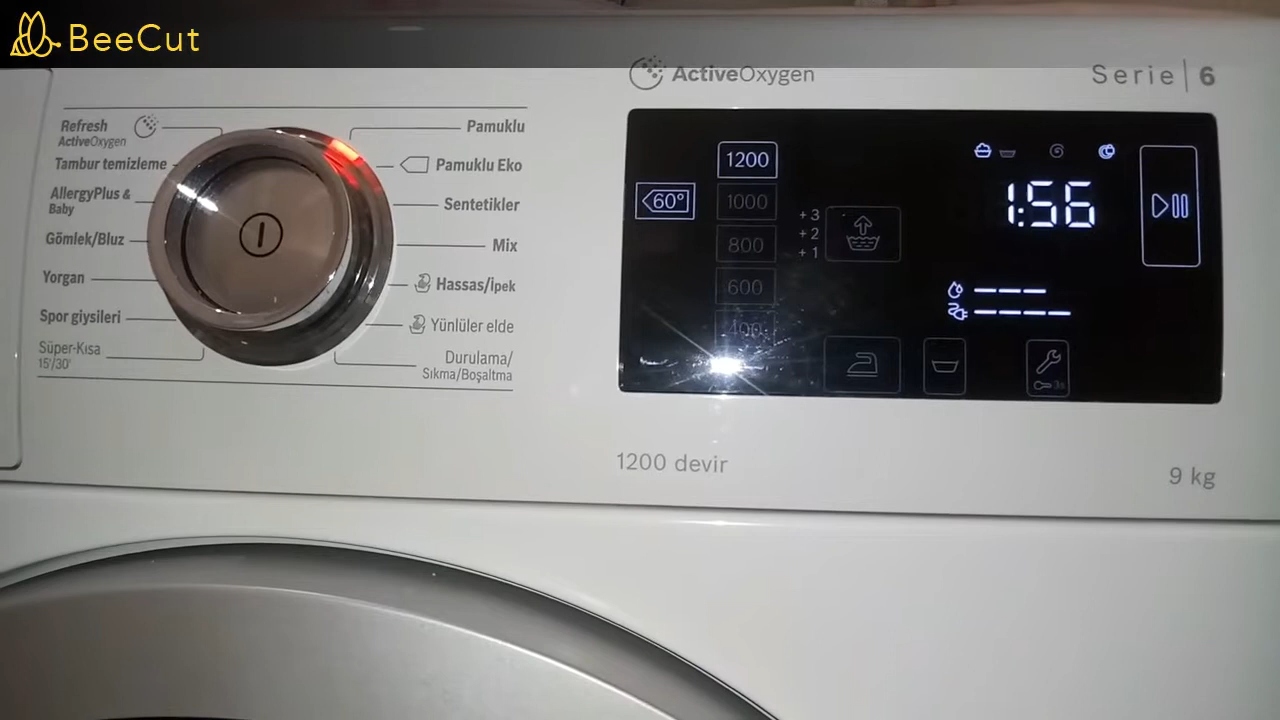 BeeCut
ActiveOxygen
Serie | 6
Refresh
ActiveOxygen
Tambur temizleme
AllergyPlus &
Baby
Gömlek/Bluz
Yorgan
Spor giysileri
Süper-Kısa
15'/30'
Pamuklu
Pamuklu Eko
Sentetikler
Mix
Hassas/İpek
Yünlüler elde
Durulama/
Sıkma/Boşaltma
60°
1200
1000
800
600
400
+ 3
+ 2
+ 1
1:56
3s
1200 devir
9 kg